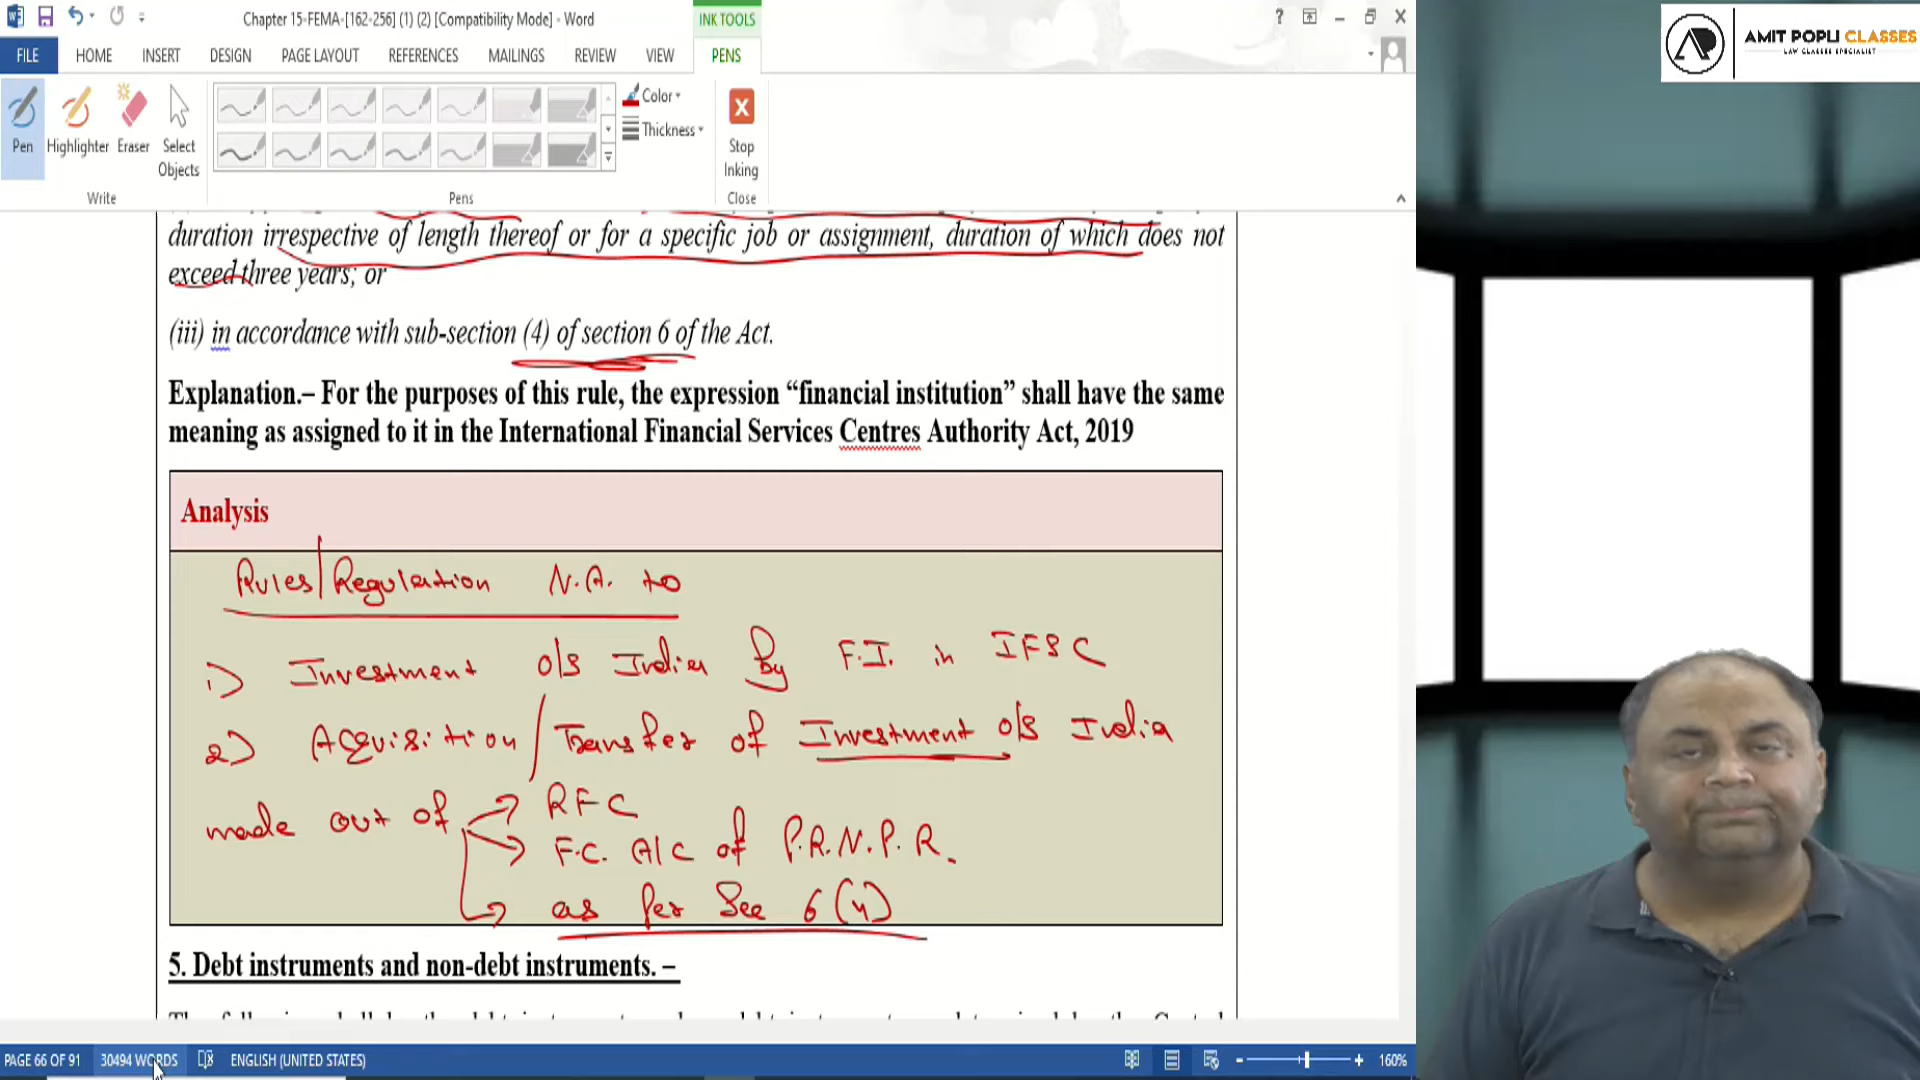 Chapter 15-FEMA-[162-256] (1) (2) [Compatibility Mode] - Word
INK TOOLS
FILE HOME INSERT DESIGN PAGE LAYOUT REFERENCES MAILINGS REVIEW VIEW PENS
Pen Highlighter Eraser Select Objects
Color
Thickness
Stop Inking
Write Pens Close
AMIT POPLI CLASSES
LAW CLASSES SPECIALIST
duration irrespective of length thereof or for a specific job or assignment, duration of which does not
exceed three years; or
(iii) in accordance with sub-section (4) of section 6 of the Act.
Explanation.– For the purposes of this rule, the expression “financial institution” shall have the same
meaning as assigned to it in the International Financial Services Centres Authority Act, 2019
Analysis
Rules/Regulation N.A. to
1) Investment o/s India by F.I. in IFSC
2) Acquisition / Transfer of Investment o/s India
made out of RFC
F.C. A/C of P.R.N.P.R.
as per Sec 6(4)
5. Debt instruments and non-debt instruments. –
PAGE 66 OF 91 30494 WORDS ENGLISH (UNITED STATES) 160%